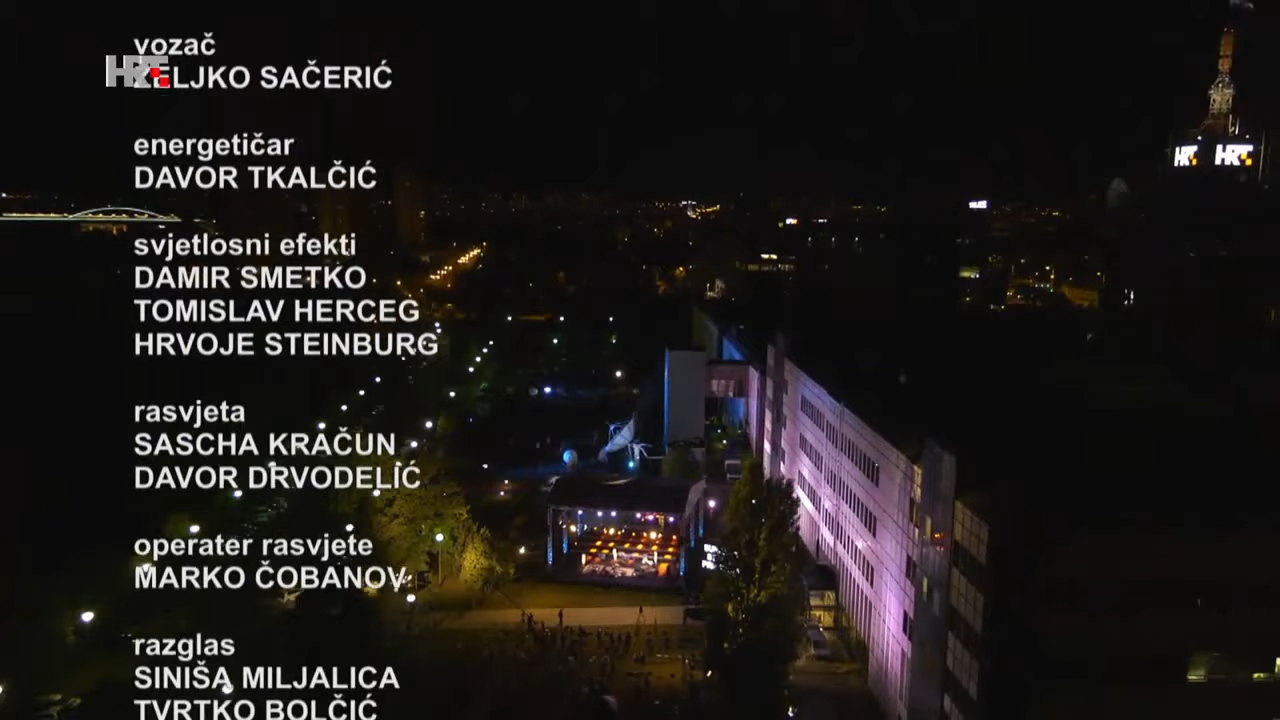 vozač
HRT
ŽELJKO SAČERIĆ
energetičar
DAVOR TKALČIĆ
svjetlosni efekti
DAMIR SMETKO
TOMISLAV HERCEG
HRVOJE STEINBURG
rasvjeta
SASCHA KRAČUN
DAVOR DRVODELIĆ
operater rasvjete
MARKO ČOBANOV
razglas
SINIŠA MILJALICA
TVRTKO BOLČIĆ
HRT HRT